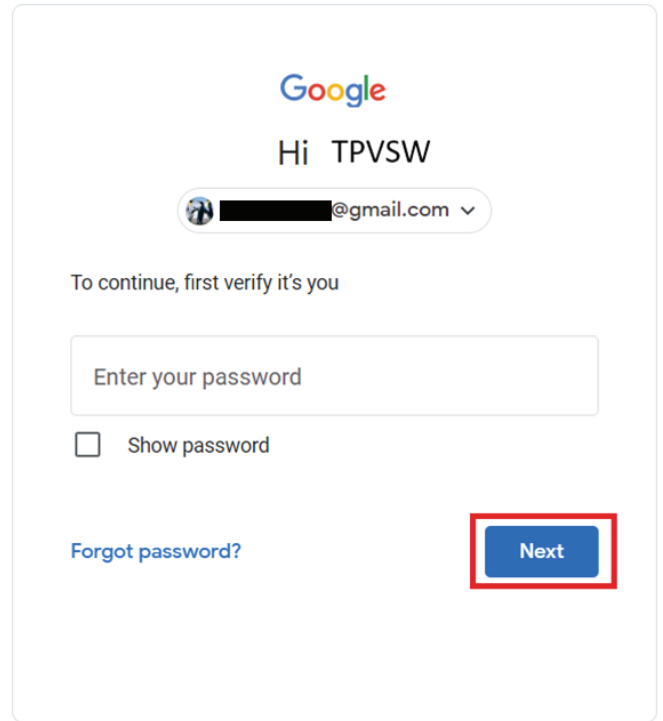 Google
Hi TPVSW
@gmail.com
To continue, first verify it's you
Enter your password
Show password
Forgot password?
Next